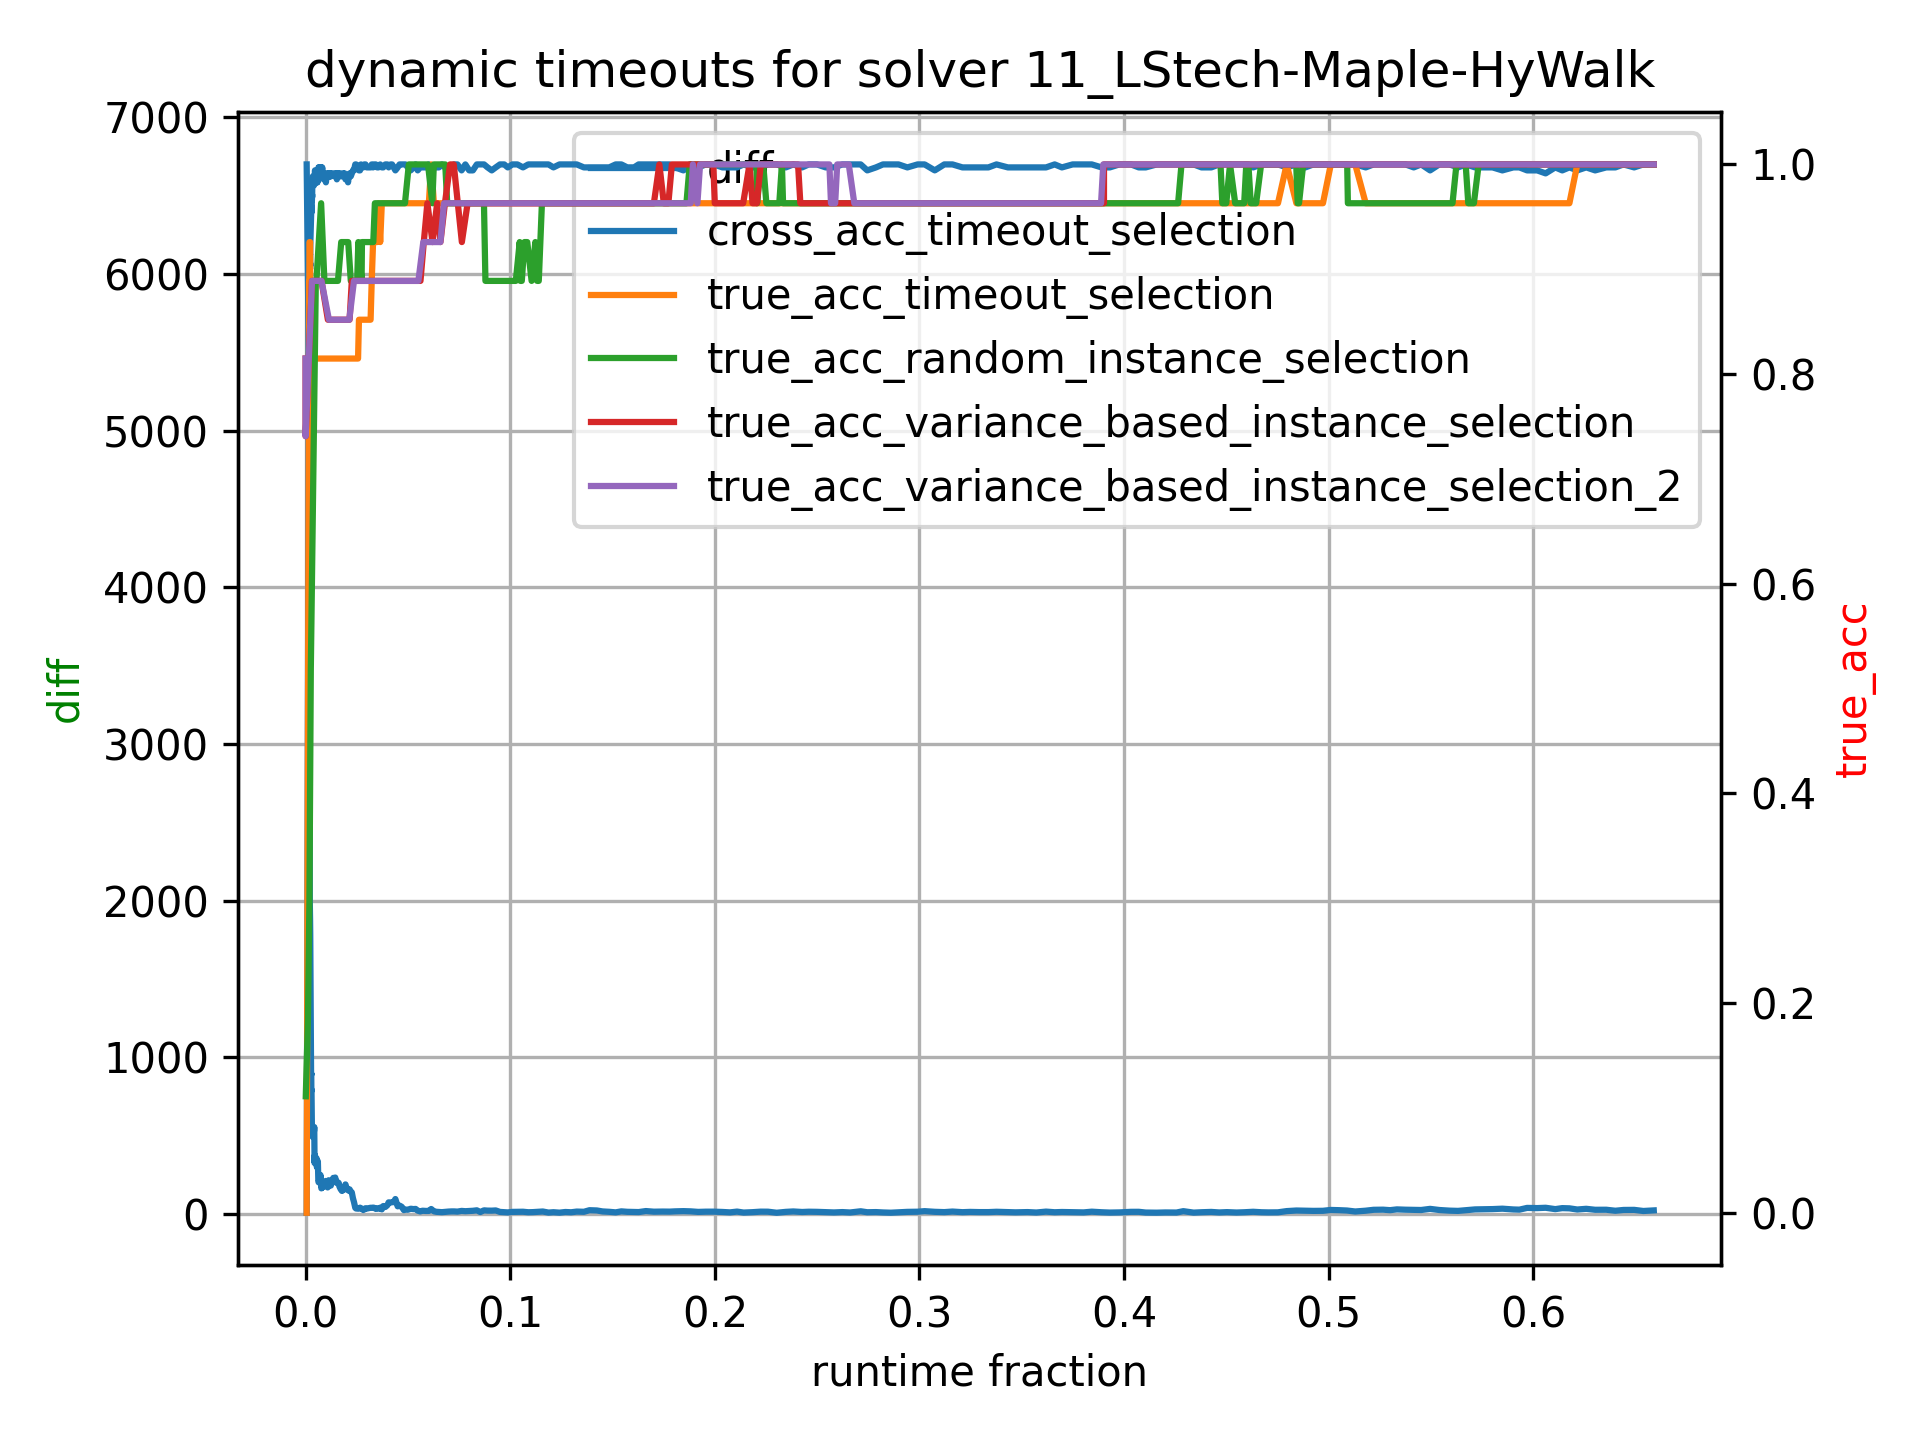 dynamic timeouts for solver 11_LStech-Maple-HyWalk
7000
6000
5000
4000
3000
2000
1000
0
diff
diff
cross_acc_timeout_selection
true_acc_timeout_selection
true_acc_random_instance_selection
true_acc_variance_based_instance_selection
true_acc_variance_based_instance_selection_2
1.0
0.8
0.6
0.4
0.2
0.0
true_acc
0.0 0.1 0.2 0.3 0.4 0.5 0.6
runtime fraction